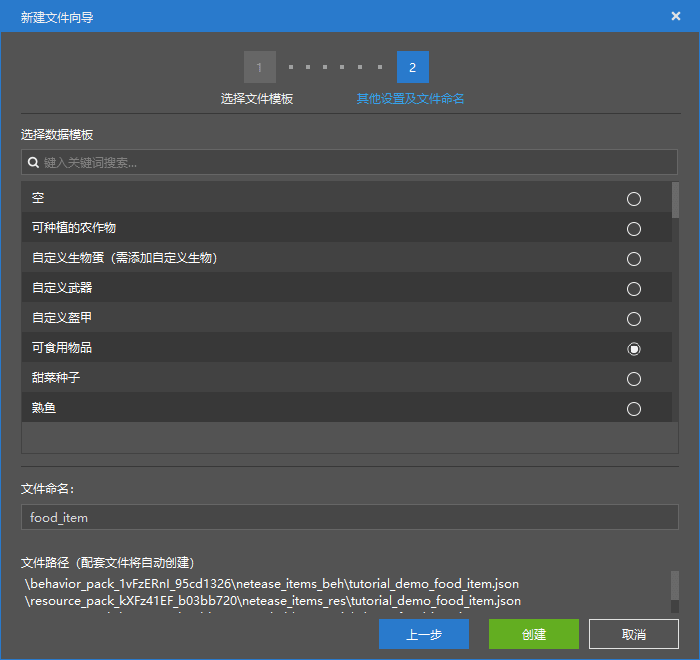 新建文件向导
1
2
选择文件模板
其他设置及文件命名
选择数据模板
键入关键词搜索...
空
可种植的农作物
自定义生物蛋（需添加自定义生物）
自定义武器
自定义盔甲
可食用物品
甜菜种子
熟鱼
文件命名：
food_item
文件路径（配套文件将自动创建）
\behavior_pack_1vFzERnI_95cd1326\netease_items_beh\tutorial_demo_food_item.json
\resource_pack_kXFz41EF_b03bb720\netease_items_res\tutorial_demo_food_item.json
上一步
创建
取消